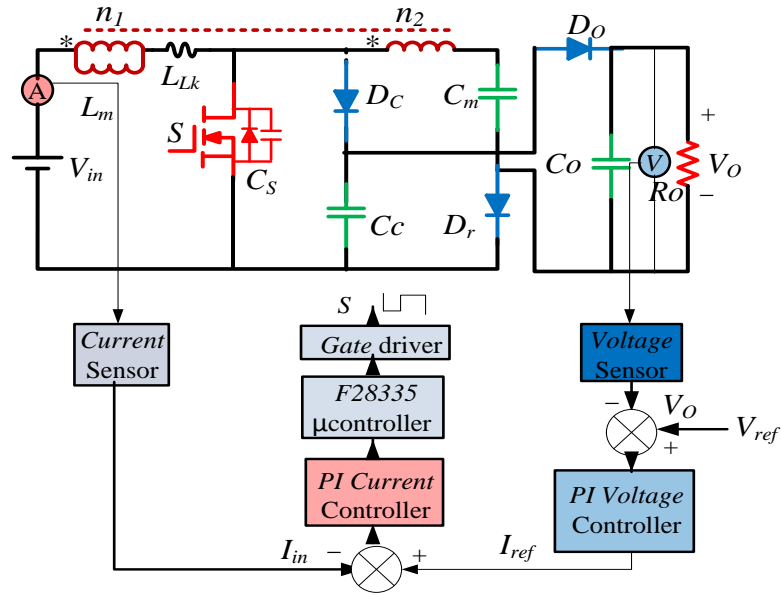 n1
n2
*
*
LLk
DO
A
Lm
DC
Cm
+
S
Vin
CS
Co
V
VO
Ro
−
Cc
Dr
S
Current
Sensor
Gate driver
Voltage
Sensor
F28335
µcontroller
−
VO
Vref
+
PI Current
Controller
PI Voltage
Controller
Iin
−
+
Iref